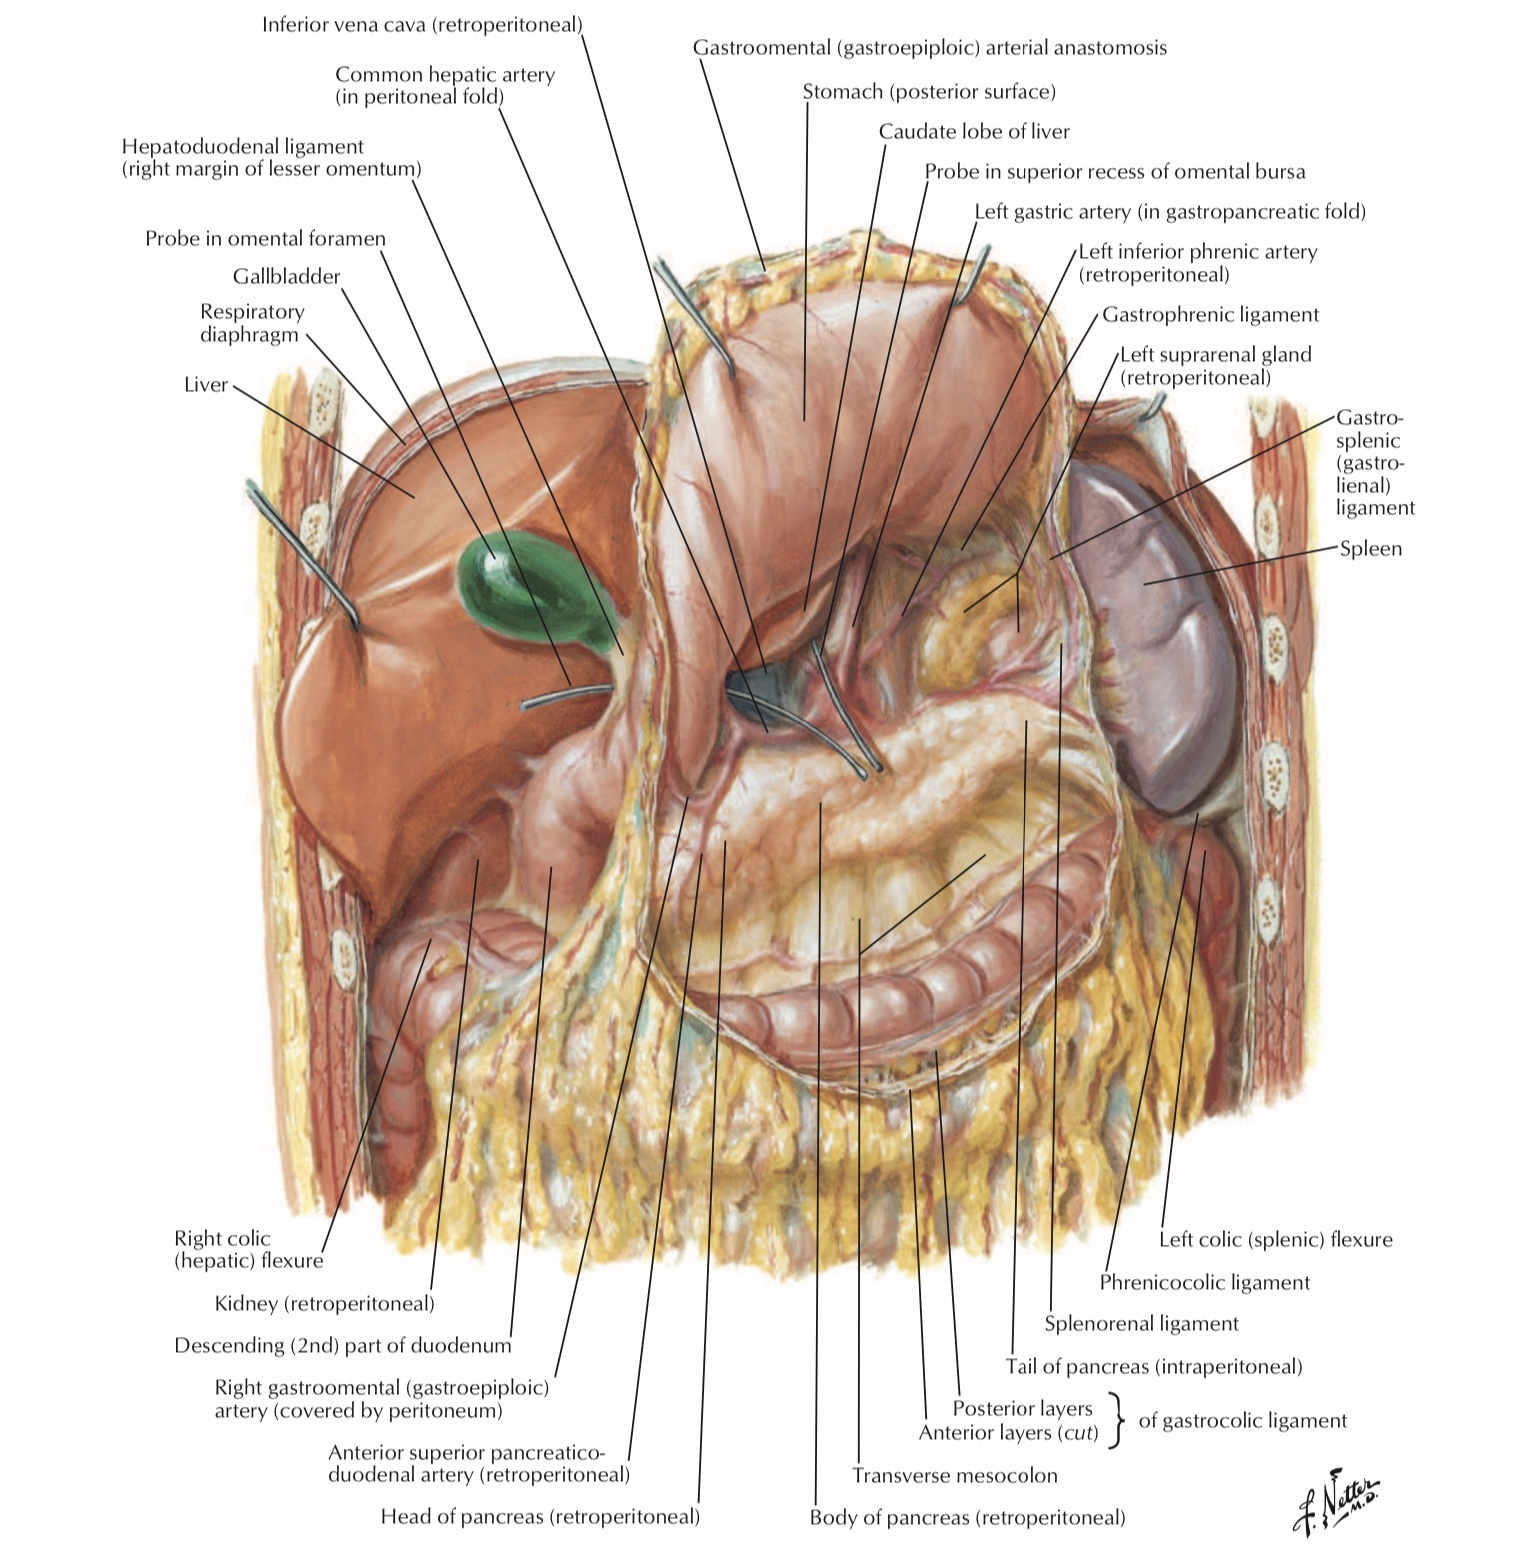 Inferior vena cava (retroperitoneal)
Common hepatic artery
(in peritoneal fold)
Hepatoduodenal ligament
(right margin of lesser omentum)
Probe in omental foramen
Gallbladder
Respiratory
diaphragm
Liver
Gastroomental (gastroepiploic) arterial anastomosis
Stomach (posterior surface)
Caudate lobe of liver
Probe in superior recess of omental bursa
Left gastric artery (in gastropancreatic fold)
Left inferior phrenic artery
(retroperitoneal)
Gastrophrenic ligament
Left suprarenal gland
(retroperitoneal)
Gastro-
splenic
(gastro-
lienal)
ligament
Spleen
Right colic
(hepatic) flexure
Kidney (retroperitoneal)
Descending (2nd) part of duodenum
Right gastroomental (gastroepiploic)
artery (covered by peritoneum)
Anterior superior pancreatico-
duodenal artery (retroperitoneal)
Head of pancreas (retroperitoneal)
Left colic (splenic) flexure
Phrenicocolic ligament
Splenorenal ligament
Tail of pancreas (intraperitoneal)
Posterior layers
Anterior layers (cut)
} of gastrocolic ligament
Transverse mesocolon
Body of pancreas (retroperitoneal)
F. Netter
M.D.